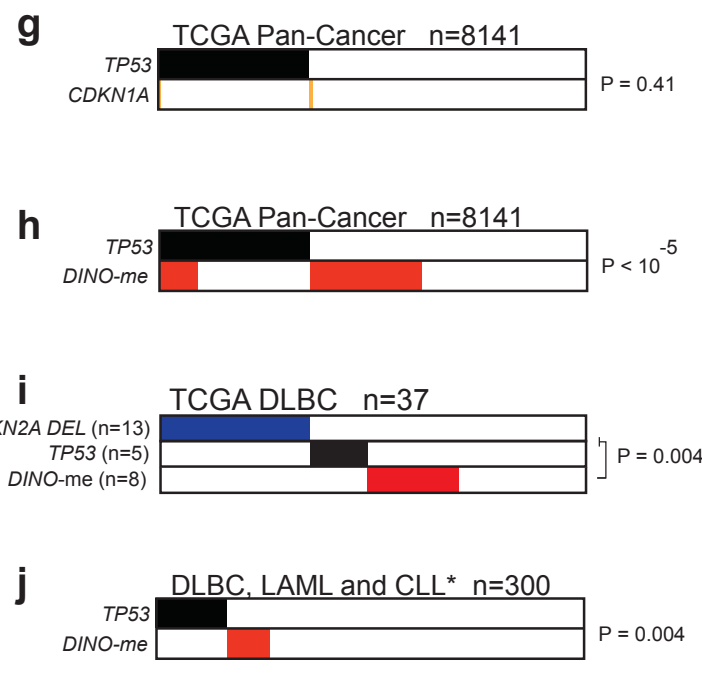 g
TCGA Pan-Cancer n=8141
TP53
CDKN1A
P = 0.41
h
TCGA Pan-Cancer n=8141
TP53
DINO-me
P < 10-5
i
TCGA DLBC n=37
KN2A DEL (n=13)
TP53 (n=5)
DINO-me (n=8)
P = 0.004
j
DLBC, LAML and CLL* n=300
TP53
DINO-me
P = 0.004